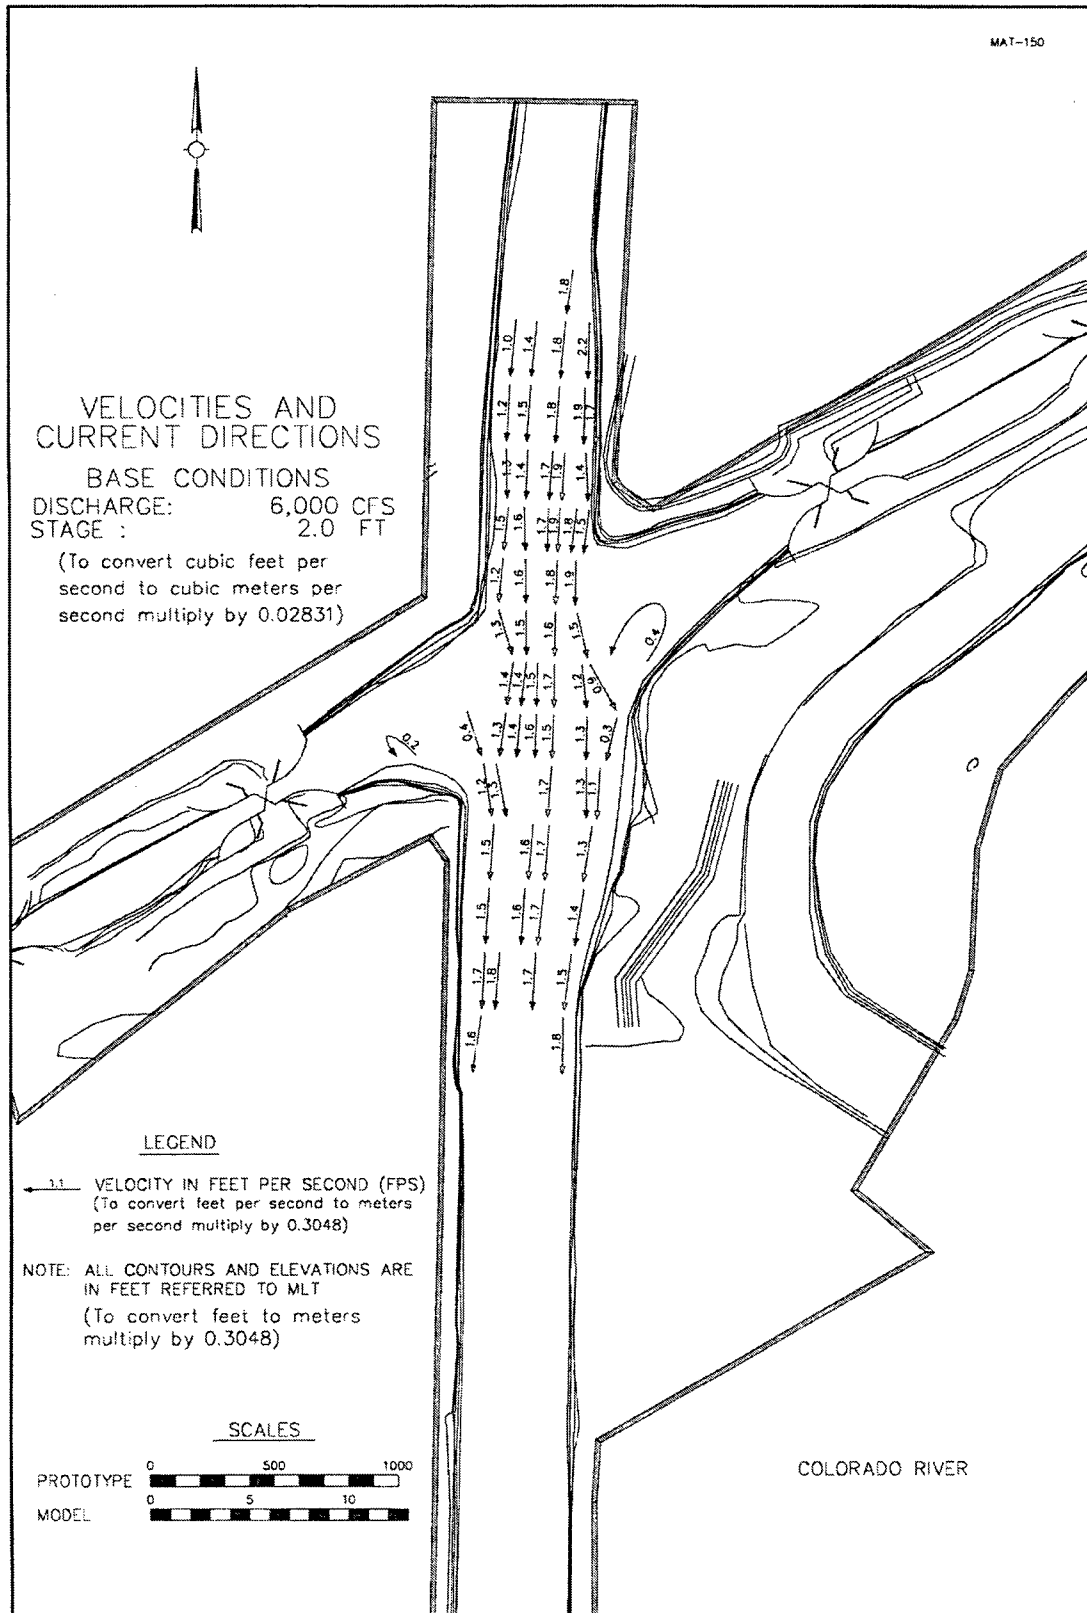 MAT-150
1.8
1.0 1.4 1.8 2.2
1.2 1.5 1.8 1.9 1.7
1.3 1.4 1.7 1.9 1.4
1.5 1.6 1.7 1.9 1.8 1.5
1.2 1.6 1.8 1.9
1.3 1.5 1.6 1.5 0.4
1.4 1.4 1.5 1.7 1.2 0.9
0.4 1.3 1.4 1.6 1.5 1.3 0.3
0.2
1.2 1.3 1.7 1.3 1.1
1.5 1.6 1.7 1.3
1.5 1.6 1.7 1.4
1.7 1.8 1.7
1.6 1.8
VELOCITIES AND
CURRENT DIRECTIONS
BASE CONDITIONS
DISCHARGE: 6,000 CFS
STAGE : 2.0 FT
(To convert cubic feet per
second to cubic meters per
second multiply by 0.02831)
LEGEND
1.1 VELOCITY IN FEET PER SECOND (FPS)
(To convert feet per second to meters
per second multiply by 0.3048)
NOTE: ALL CONTOURS AND ELEVATIONS ARE
IN FEET REFERRED TO MLT
(To convert feet to meters
multiply by 0.3048)
SCALES
0 500 1000
PROTOTYPE
0 5 10
MODEL
COLORADO RIVER